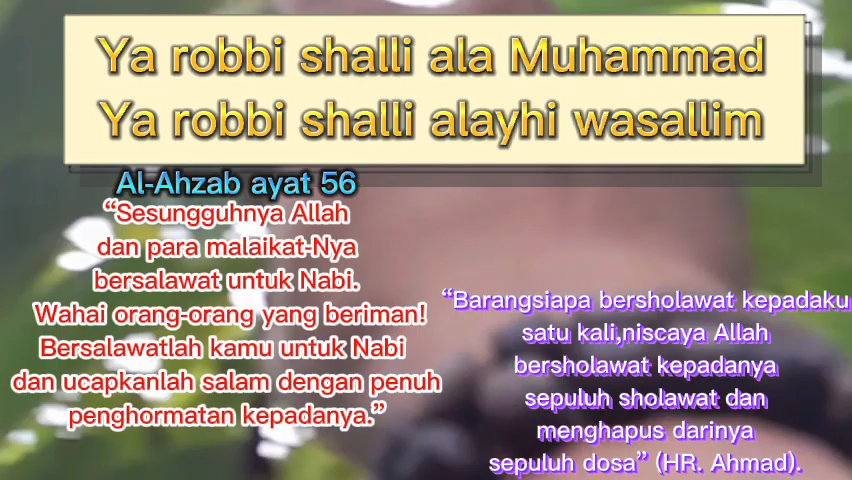 Ya robbi shalli ala Muhammad
Ya robbi shalli alayhi wasallim
Al-Ahzab ayat 56
“Sesungguhnya Allah
dan para malaikat-Nya
bersalawat untuk Nabi.
Wahai orang-orang yang beriman!
Bersalawatlah kamu untuk Nabi
dan ucapkanlah salam dengan penuh
penghormatan kepadanya.”
“Barangsiapa bersholawat kepadaku
satu kali,niscaya Allah
bersholawat kepadanya
sepuluh sholawat dan
menghapus darinya
sepuluh dosa” (HR. Ahmad).